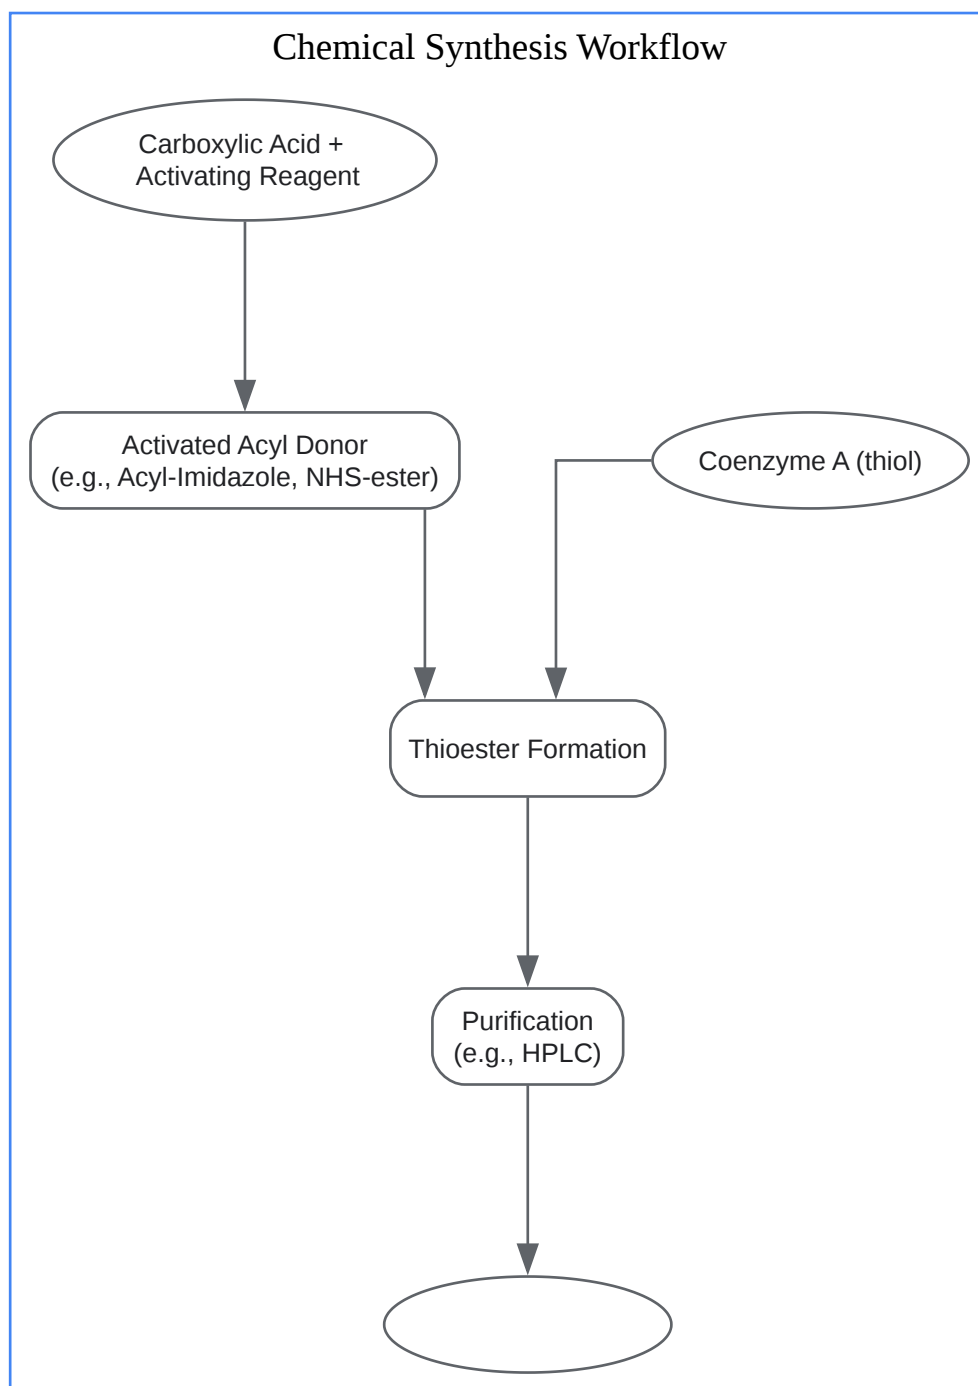 Chemical Synthesis Workflow
Carboxylic Acid +
Activating Reagent
Activated Acyl Donor
(e.g., Acyl-Imidazole, NHS-ester)
Coenzyme A (thiol)
Thioester Formation
Purification
(e.g., HPLC)